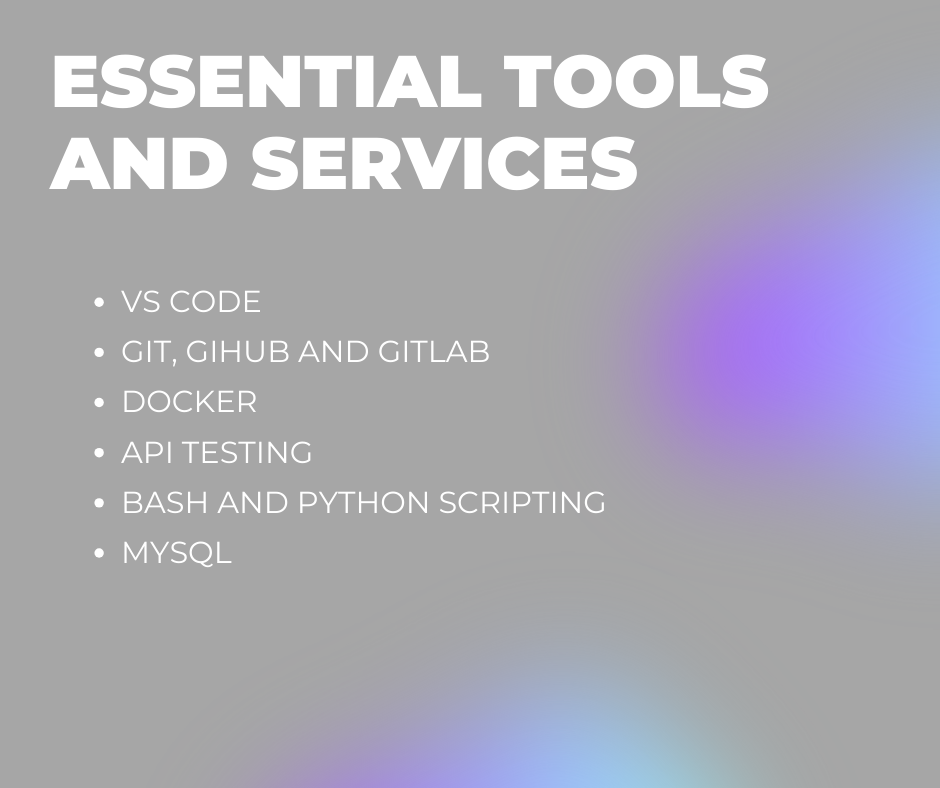 ESSENTIAL TOOLS
AND SERVICES
• VS CODE
• GIT, GIHUB AND GITLAB
• DOCKER
• API TESTING
• BASH AND PYTHON SCRIPTING
• MYSQL